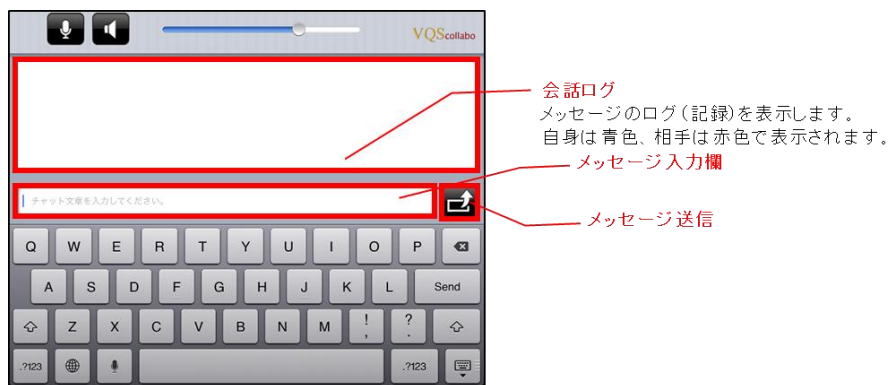 VQScollabo
会話ログ
メッセージのログ(記録)を表示します。
自身は青色、相手は赤色で表示されます。
メッセージ入力欄
チャット文章を入力してください。
メッセージ送信
Q W E R T Y U I O P
A S D F G H J K L Send
Z X C V B N M ! , ? .
.?123 .?123